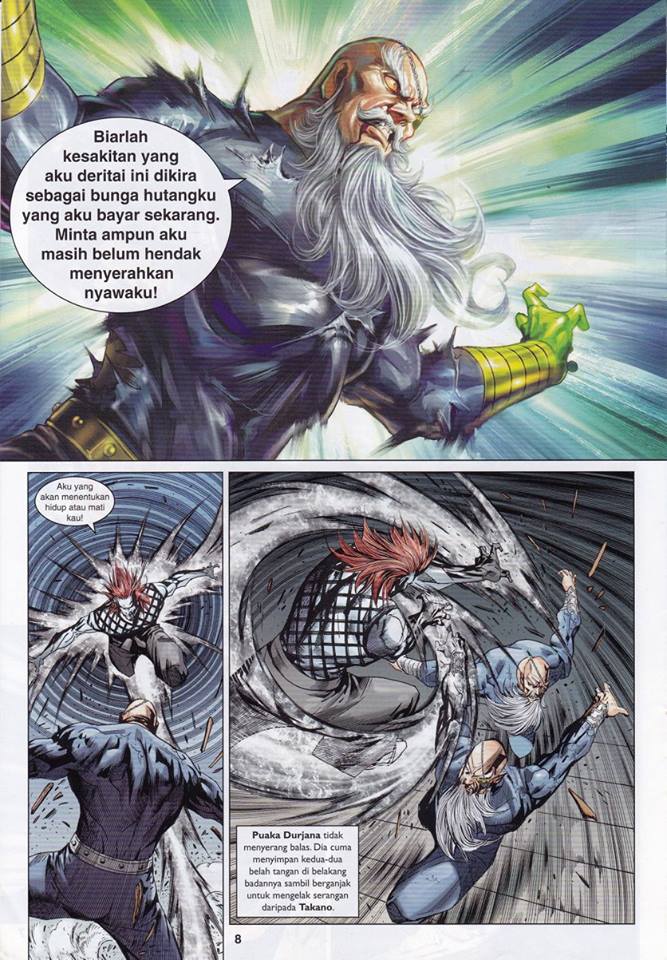 Biarlah
kesakitan yang
aku deritai ini dikira
sebagai bunga hutangku
yang aku bayar sekarang.
Minta ampun aku
masih belum hendak
menyerahkan
nyawaku!
Aku yang
akan menentukan
hidup atau mati
kau!
Puaka Durjana tidak
menyerang balas. Dia cuma
menyimpan kedua-dua
belah tangan di belakang
badannya sambil berganjak
untuk mengelak serangan
daripada Takano.
8